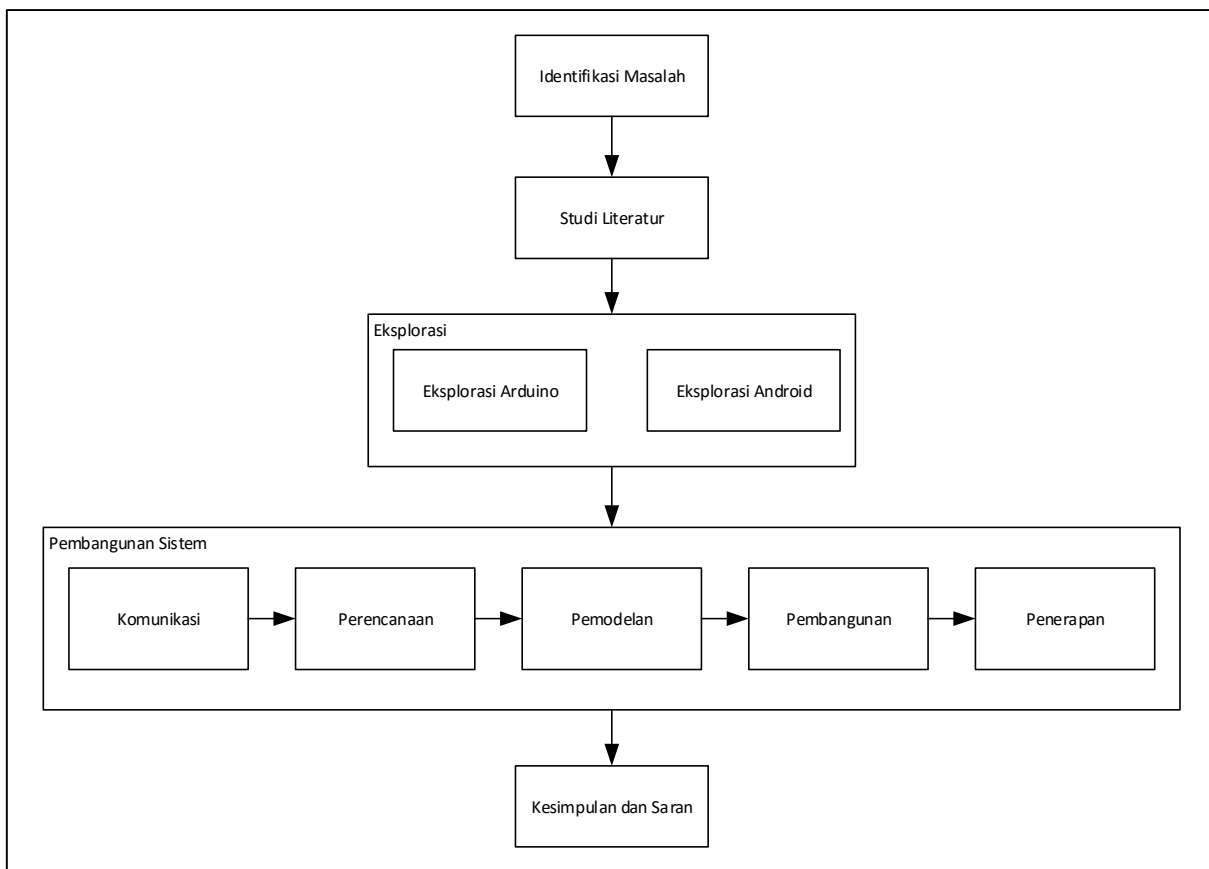 Identifikasi Masalah
Studi Literatur
Eksplorasi
Eksplorasi Arduino
Eksplorasi Android
Pembangunan Sistem
Komunikasi
Perencanaan
Pemodelan
Pembangunan
Penerapan
Kesimpulan dan Saran